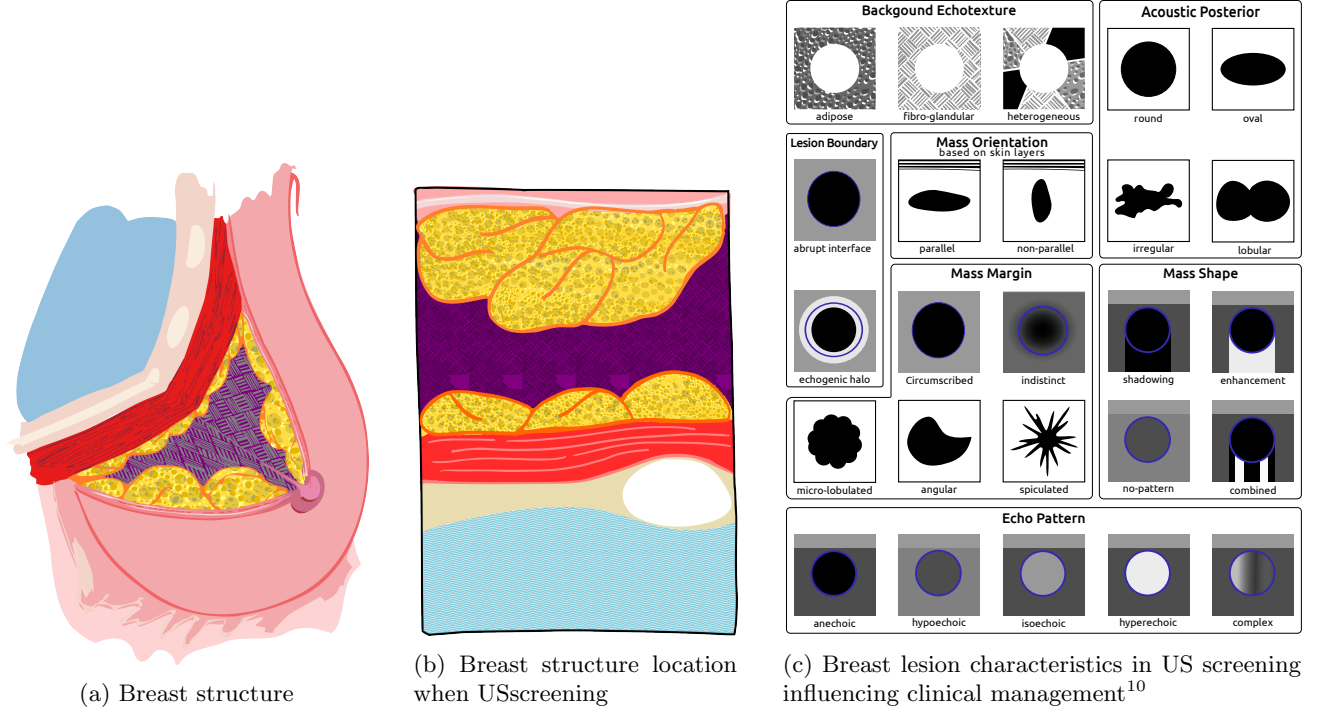 Backgound Echotexture
adipose
fibro-glandular
heterogeneous
Acoustic Posterior
round
oval
irregular
lobular
Lesion Boundary
abrupt interface
echogenic halo
Mass Orientation
based on skin layers
parallel
non-parallel
Mass Margin
Circumscribed
indistinct
micro-lobulated
angular
spiculated
Mass Shape
shadowing
enhancement
no-pattern
combined
Echo Pattern
anechoic
hypoechoic
isoechoic
hyperechoic
complex
(a) Breast structure
(b) Breast structure location
when USscreening
(c) Breast lesion characteristics in US screening
influencing clinical management10